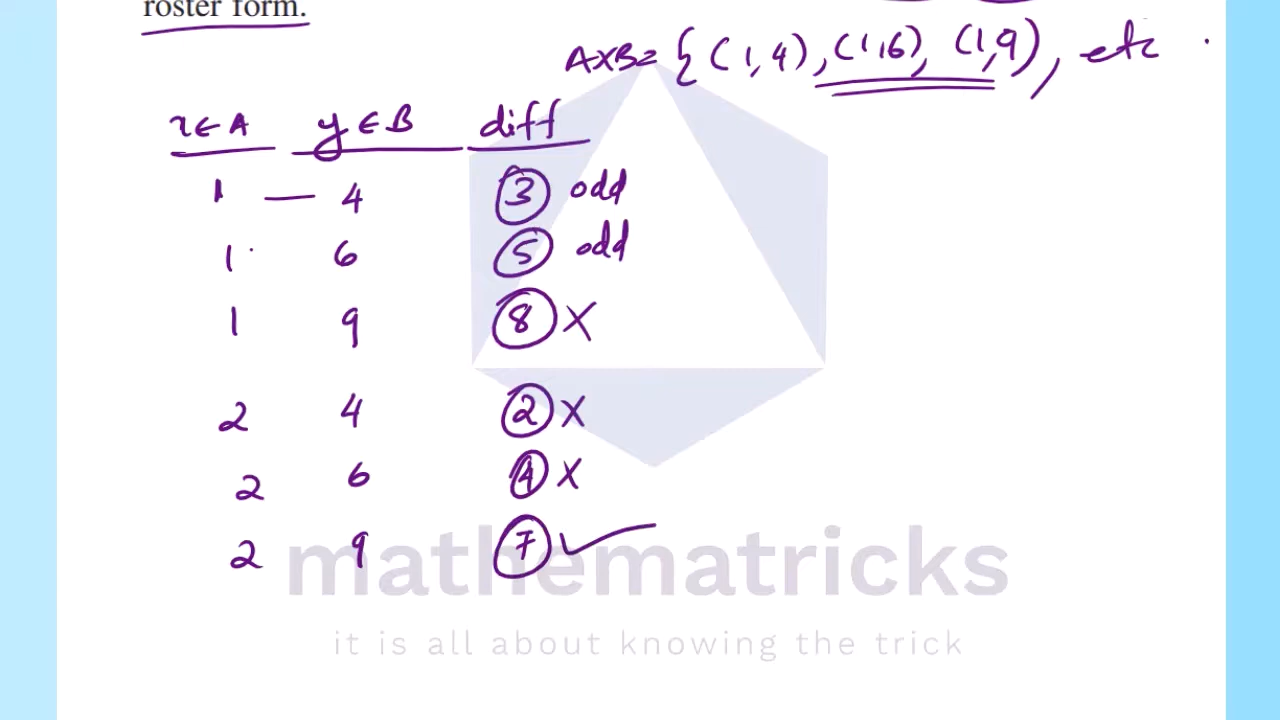 roster form.
A×B = {(1,4), (1,6), (1,9), etc.
x∈A y∈B diff
1 — 4 3 odd
1 6 5 odd
1 9 8 X
2 4 2 X
2 6 4 X
2 9 7 ✓
mathematricks
it is all about knowing the trick